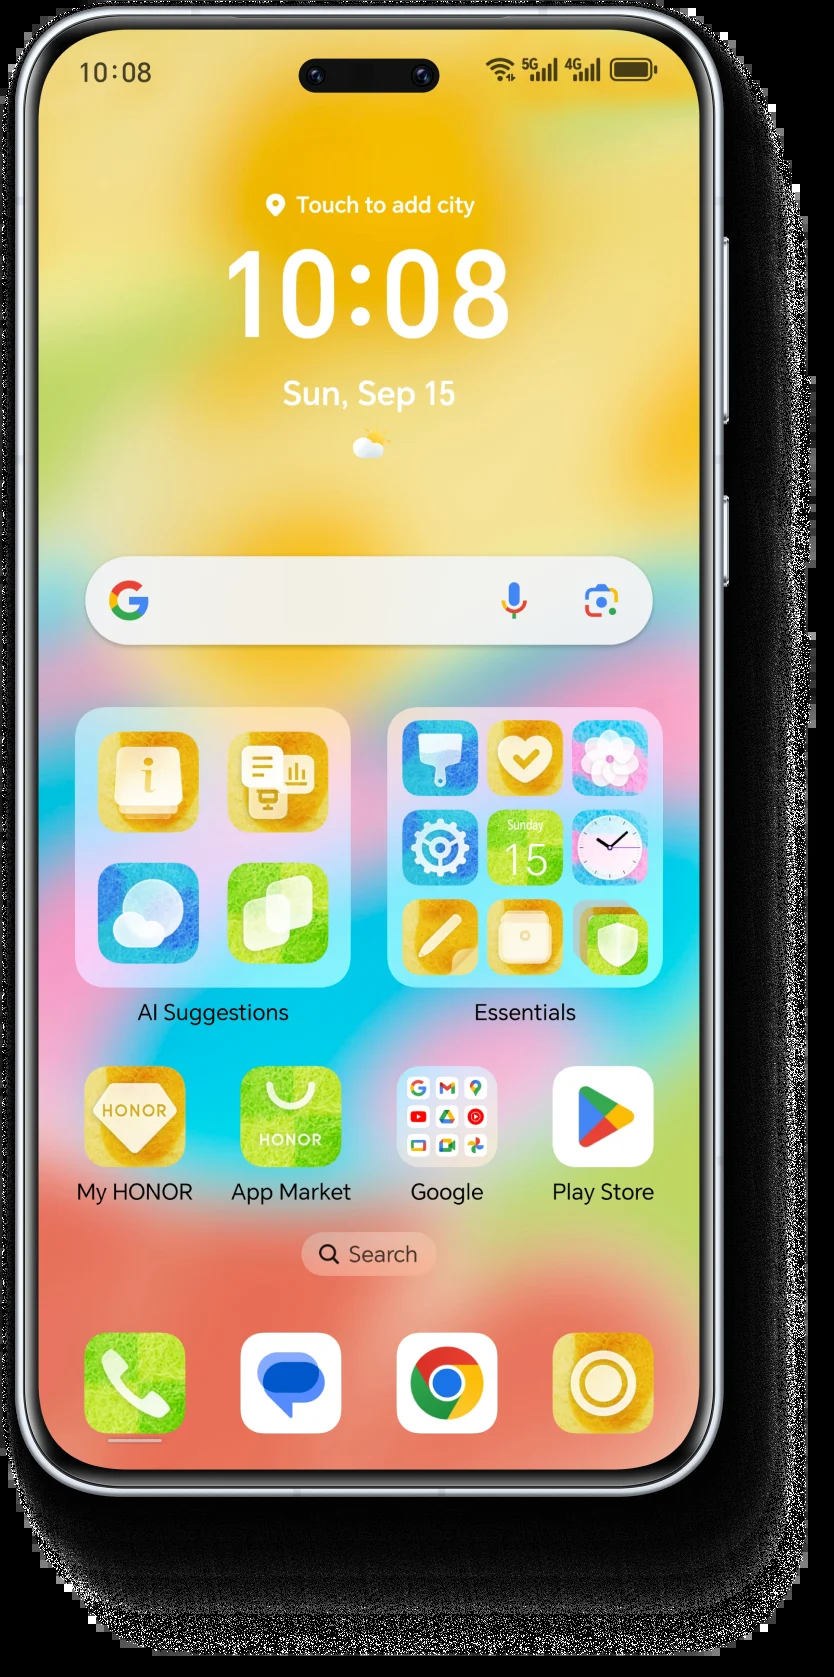 10:08
5G 4G
Touch to add city
10:08
Sun, Sep 15
Sunday
15
AI Suggestions
Essentials
HONOR
HONOR
My HONOR
App Market
Google
Play Store
Search